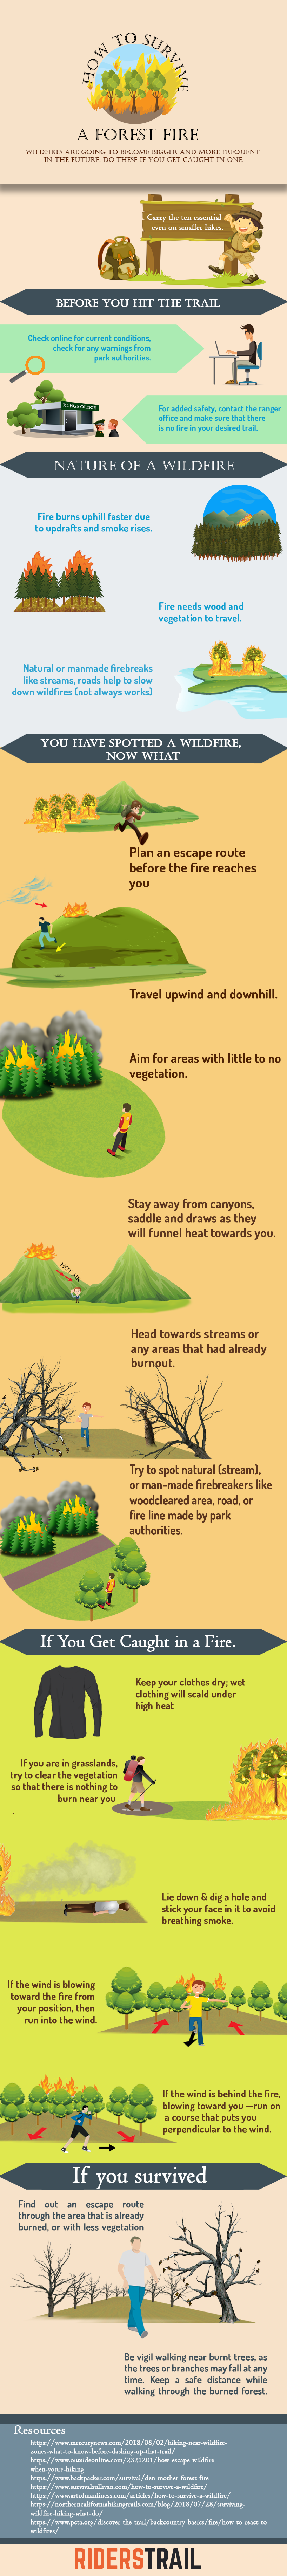 HOW TO SURVIVE
A FOREST FIRE
WILDFIRES ARE GOING TO BECOME BIGGER AND MORE FREQUENT
IN THE FUTURE. DO THESE IF YOU GET CAUGHT IN ONE.
Carry the ten essential
even on smaller hikes.
BEFORE YOU HIT THE TRAIL
Check online for current conditions,
check for any warnings from
park authorities.
RANGER OFFICE
For added safety, contact the ranger
office and make sure that there
is no fire in your desired trail.
NATURE OF A WILDFIRE
Fire burns uphill faster due
to updrafts and smoke rises.
Fire needs wood and
vegetation to travel.
Natural or manmade firebreaks
like streams, roads help to slow
down wildfires (not always works)
YOU HAVE SPOTTED A WILDFIRE,
NOW WHAT
Plan an escape route
before the fire reaches
you
Travel upwind and downhill.
Aim for areas with little to no
vegetation.
Stay away from canyons,
saddle and draws as they
will funnel heat towards you.
HOT AIR
Head towards streams or
any areas that had already
burnout.
Try to spot natural (stream),
or man-made firebreakers like
woodcleared area, road, or
fire line made by park
authorities.
If You Get Caught in a Fire.
Keep your clothes dry; wet
clothing will scald under
high heat
If you are in grasslands,
try to clear the vegetation
so that there is nothing to
burn near you
.
Lie down & dig a hole and
stick your face in it to avoid
breathing smoke.
If the wind is blowing
toward the fire from
your position, then
run into the wind.
If the wind is behind the fire,
blowing toward you —run on
a course that puts you
perpendicular to the wind.
If you survived
Find out an escape route
through the area that is already
burned, or with less vegetation
Be vigil walking near burnt trees, as
the trees or branches may fall at any
time. Keep a safe distance while
walking through the burned forest.
Resources
https://www.mercurynews.com/2018/08/02/hiking-near-wildfire-
zones-what-to-know-before-dashing-up-that-trail/
https://www.outsideonline.com/2321201/how-escape-wildfire-
when-youre-hiking
https://www.backpacker.com/survival/den-mother-forest-fire
https://www.survivalsullivan.com/how-to-survive-a-wildfire/
https://www.artofmanliness.com/articles/how-to-survive-a-wildfire/
https://northerncaliforniahikingtrails.com/blog/2018/07/28/surviving-
wildfire-hiking-what-do/
https://www.pcta.org/discover-the-trail/backcountry-basics/fire/how-to-react-to-
wildfires/
RIDERSTRAIL